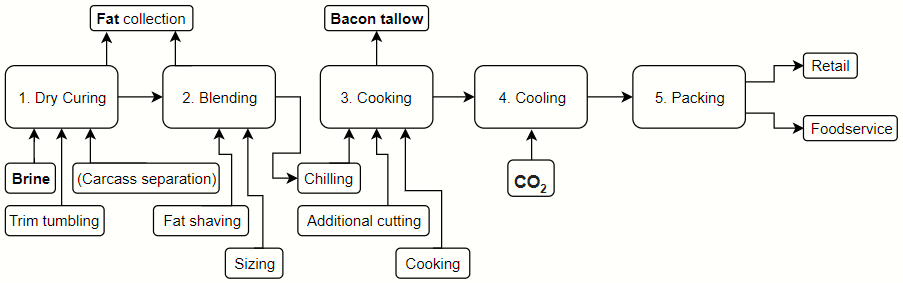 Fat collection
Bacon tallow
Retail
1. Dry Curing
2. Blending
3. Cooking
4. Cooling
5. Packing
Foodservice
Brine
(Carcass separation)
Chilling
CO₂
Trim tumbling
Fat shaving
Additional cutting
Sizing
Cooking